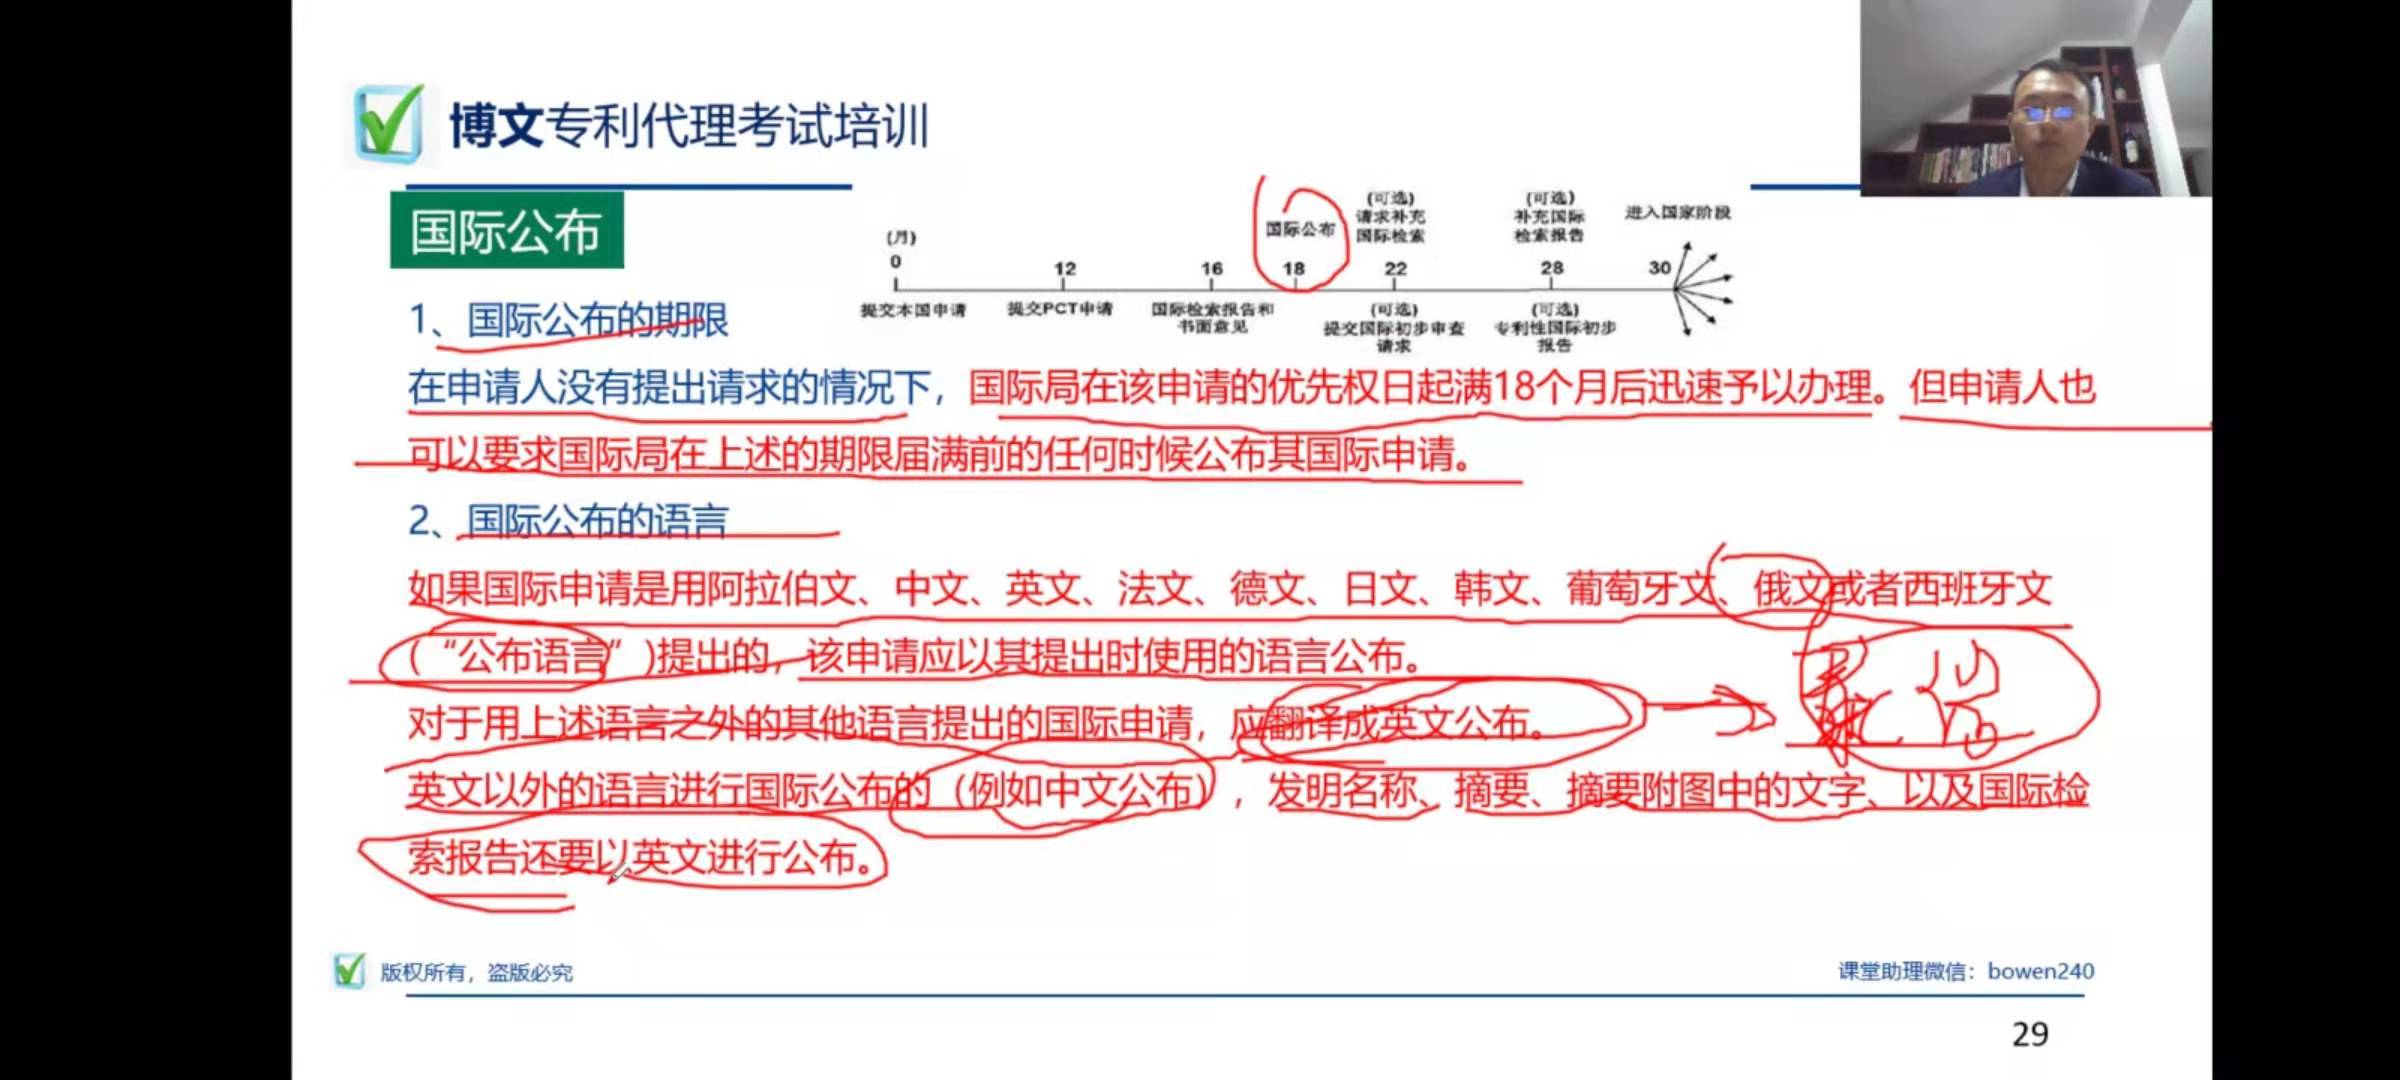 博文专利代理考试培训
国际公布
(月)
0
12
16
18
22
28
30
国际公布
(可选)
请求补充
国际检索
(可选)
补充国际
检索报告
进入国家阶段
提交本国申请
提交PCT申请
国际检索报告和
书面意见
(可选)
提交国际初步审查
请求
(可选)
专利性国际初步
报告
1、国际公布的期限
在申请人没有提出请求的情况下，国际局在该申请的优先权日起满18个月后迅速予以办理。但申请人也
可以要求国际局在上述的期限届满前的任何时候公布其国际申请。
2、国际公布的语言
如果国际申请是用阿拉伯文、中文、英文、法文、德文、日文、韩文、葡萄牙文、俄文或者西班牙文
(“公布语言”)提出的，该申请应以其提出时使用的语言公布。
对于用上述语言之外的其他语言提出的国际申请，应翻译成英文公布。
英文以外的语言进行国际公布的（例如中文公布），发明名称、摘要、摘要附图中的文字、以及国际检
索报告还要以英文进行公布。
版权所有，盗版必究
课堂助理微信：bowen240
29